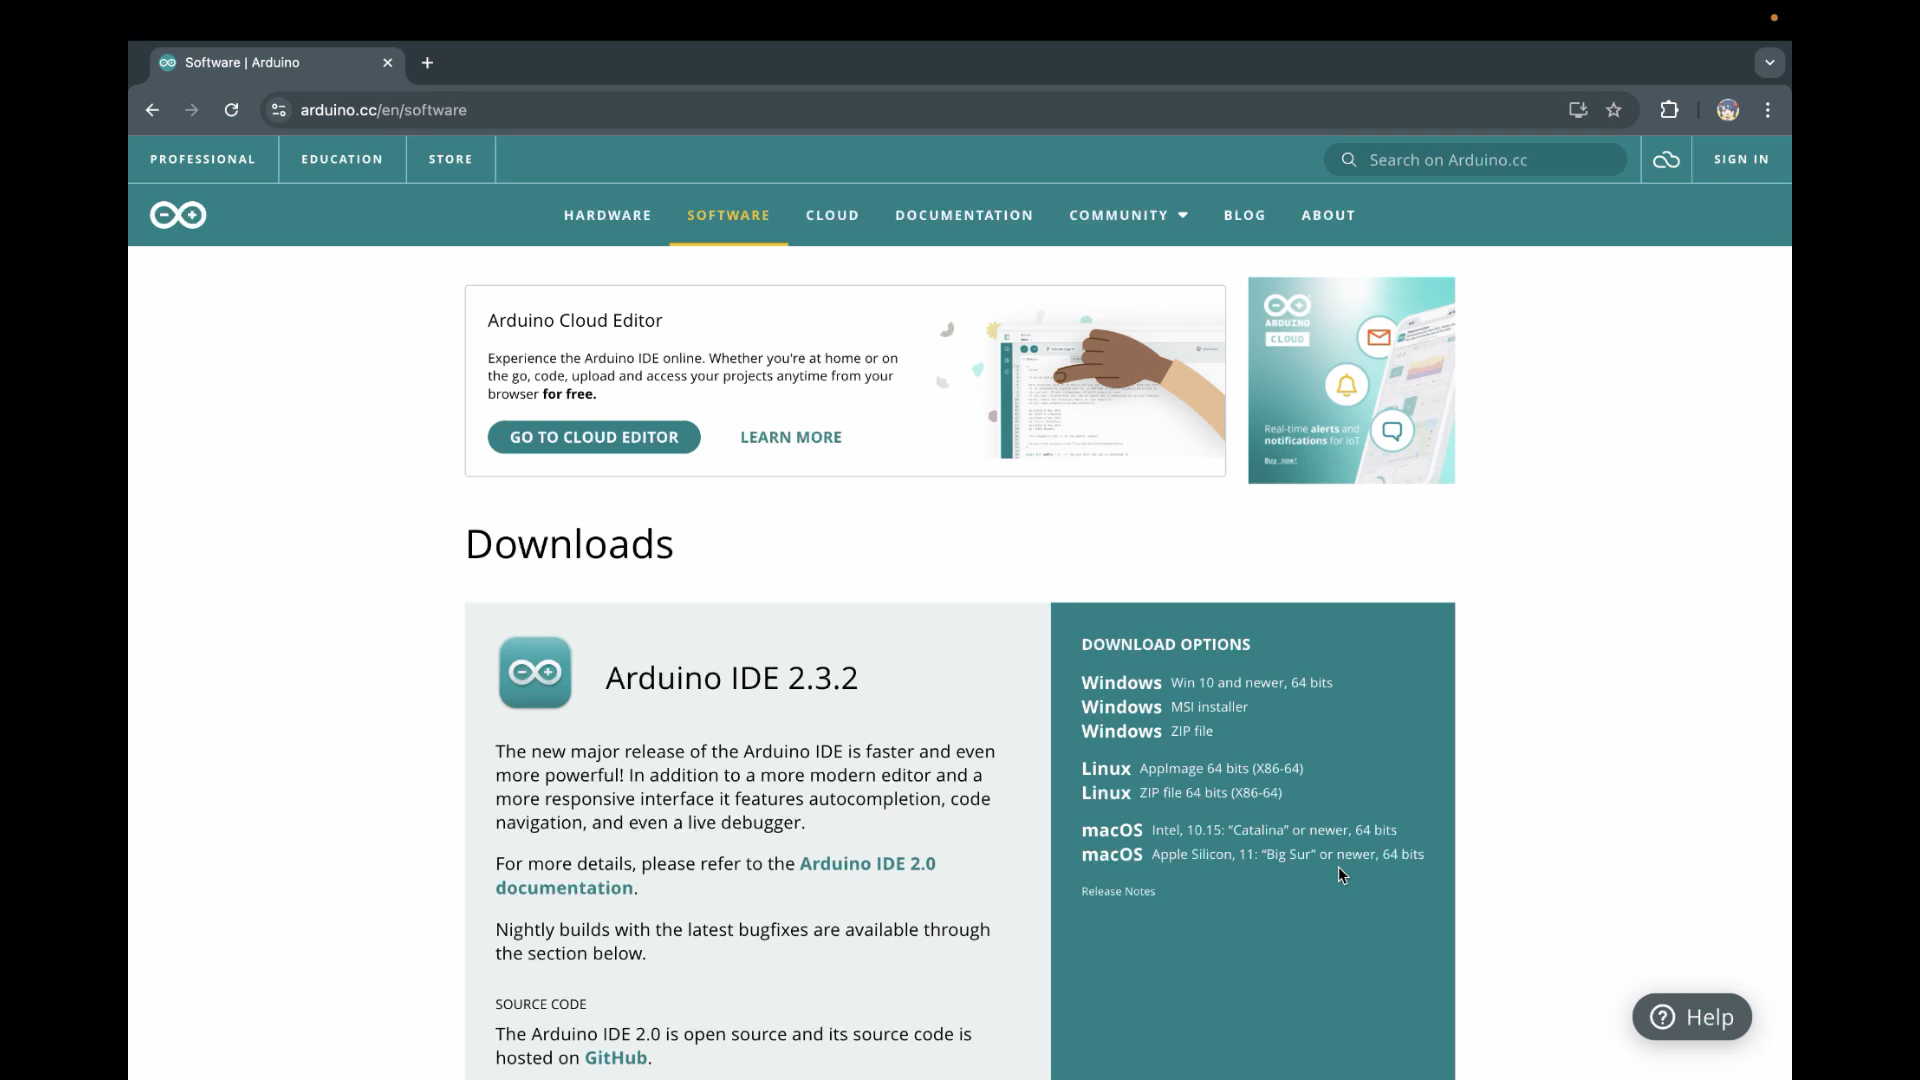 Software | Arduino
arduino.cc/en/software
PROFESSIONAL
EDUCATION
STORE
Search on Arduino.cc
SIGN IN
HARDWARE
SOFTWARE
CLOUD
DOCUMENTATION
COMMUNITY
BLOG
ABOUT
Arduino Cloud Editor
Experience the Arduino IDE online. Whether you're at home or on
the go, code, upload and access your projects anytime from your
browser for free.
GO TO CLOUD EDITOR
LEARN MORE
ARDUINO
CLOUD
Real-time alerts and
notifications for IoT
Buy now!
Downloads
Arduino IDE 2.3.2
The new major release of the Arduino IDE is faster and even
more powerful! In addition to a more modern editor and a
more responsive interface it features autocompletion, code
navigation, and even a live debugger.
For more details, please refer to the Arduino IDE 2.0
documentation.
Nightly builds with the latest bugfixes are available through
the section below.
SOURCE CODE
The Arduino IDE 2.0 is open source and its source code is
hosted on GitHub.
DOWNLOAD OPTIONS
Windows Win 10 and newer, 64 bits
Windows MSI installer
Windows ZIP file
Linux AppImage 64 bits (X86-64)
Linux ZIP file 64 bits (X86-64)
macOS Intel, 10.15: “Catalina” or newer, 64 bits
macOS Apple Silicon, 11: “Big Sur” or newer, 64 bits
Release Notes
Help